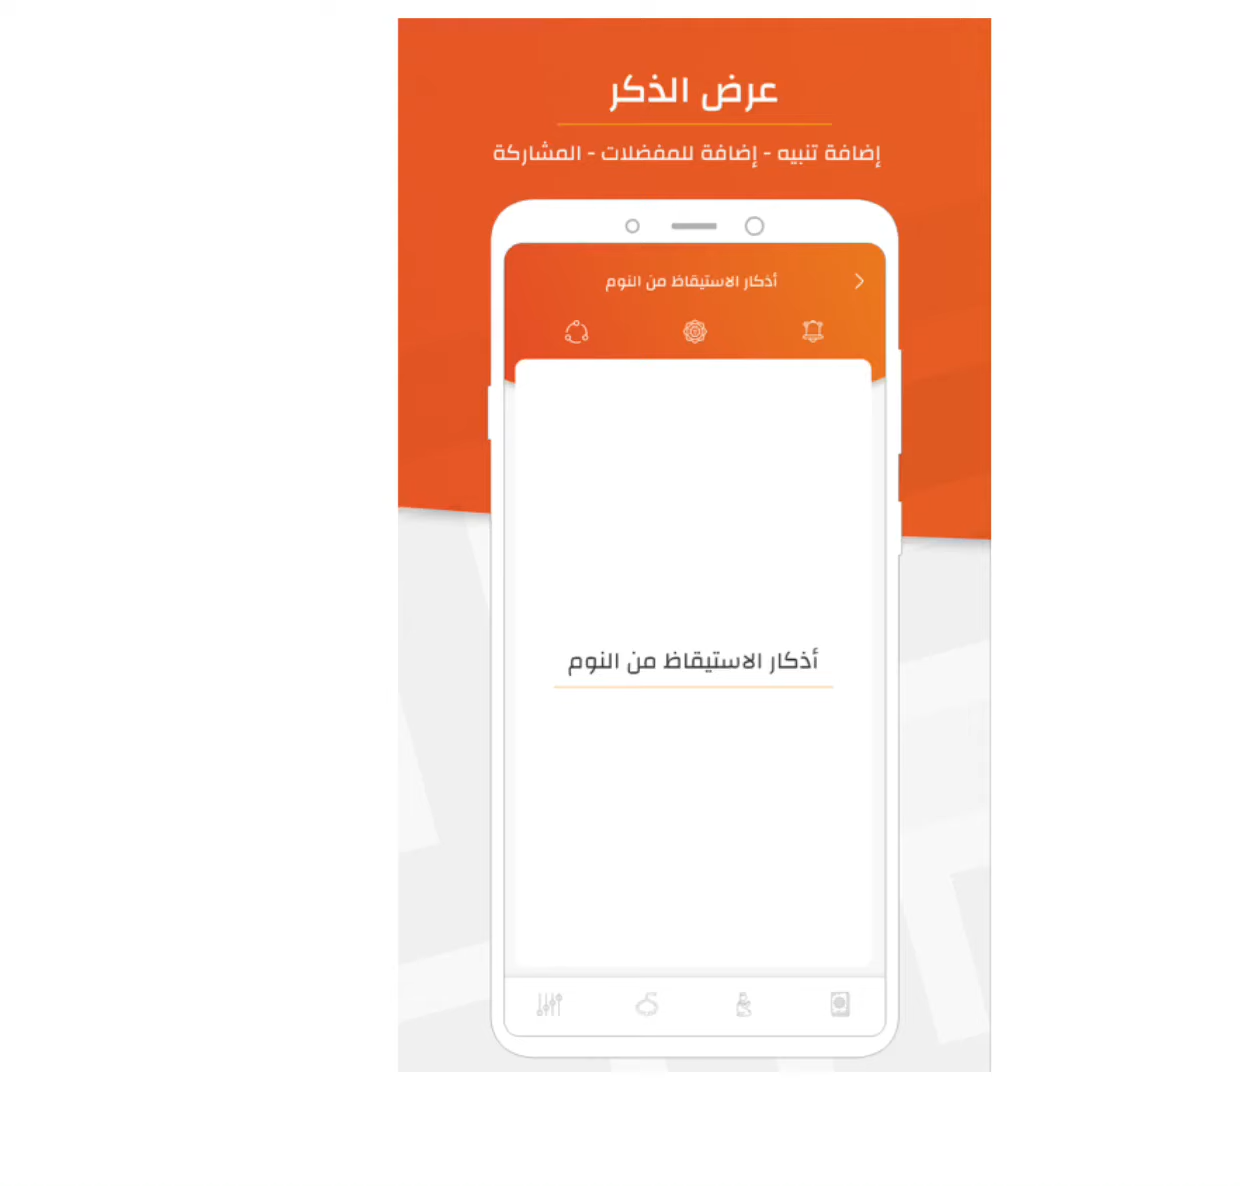 عرض الذكر
إضافة تنبيه - إضافة للمفضلات - المشاركة
أذكار الاستيقاظ من النوم
أذكار الاستيقاظ من النوم